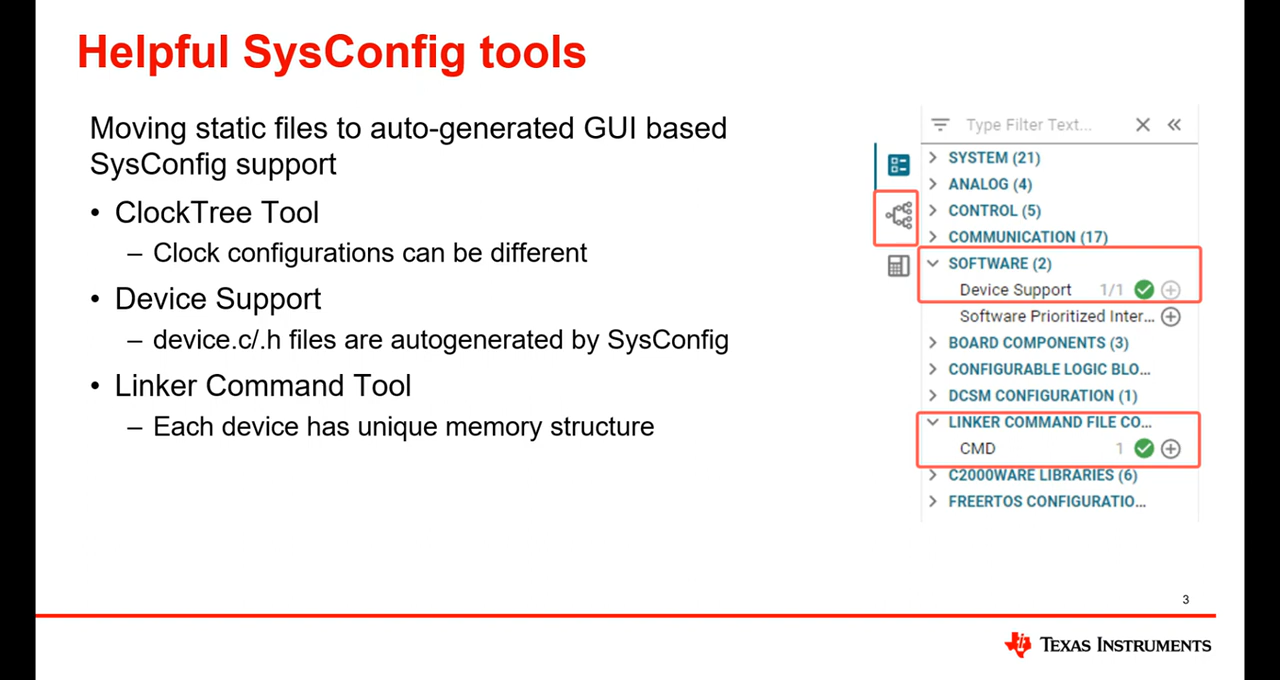 Helpful SysConfig tools
Moving static files to auto-generated GUI based
SysConfig support
• ClockTree Tool
– Clock configurations can be different
• Device Support
– device.c/.h files are autogenerated by SysConfig
• Linker Command Tool
– Each device has unique memory structure
Type Filter Text...
SYSTEM (21)
ANALOG (4)
CONTROL (5)
COMMUNICATION (17)
SOFTWARE (2)
Device Support 1/1
Software Prioritized Inter...
BOARD COMPONENTS (3)
CONFIGURABLE LOGIC BLO...
DCSM CONFIGURATION (1)
LINKER COMMAND FILE CO...
CMD 1
C2000WARE LIBRARIES (6)
FREERTOS CONFIGURATIO...
3
TEXAS INSTRUMENTS